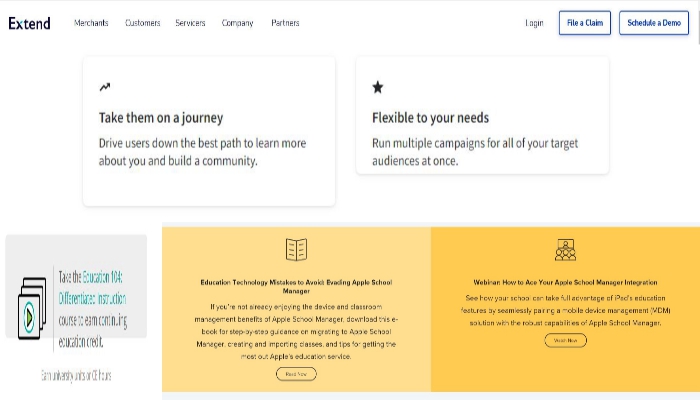 Extend Merchants Customers Servicers Company Partners Login File a Claim Schedule a Demo
Take them on a journey
Drive users down the best path to learn more
about you and build a community.
Flexible to your needs
Run multiple campaigns for all of your target
audiences at once.
Take the Education 104:
Differentiated Instruction
course to earn continuing
education credit.
Earn university units or CE hours
Education Technology Mistakes to Avoid: Evading Apple School
Manager
If you're not already enjoying the device and classroom
management benefits of Apple School Manager, download this e-
book for step-by-step guidance on migrating to Apple School
Manager, creating and importing classes, and tips for getting the
most out Apple's education service.
Read Now
Webinar: How to Ace Your Apple School Manager Integration
See how your school can take full advantage of iPad's education
features by seamlessly pairing a mobile device management (MDM)
solution with the robust capabilities of Apple School Manager.
Watch Now